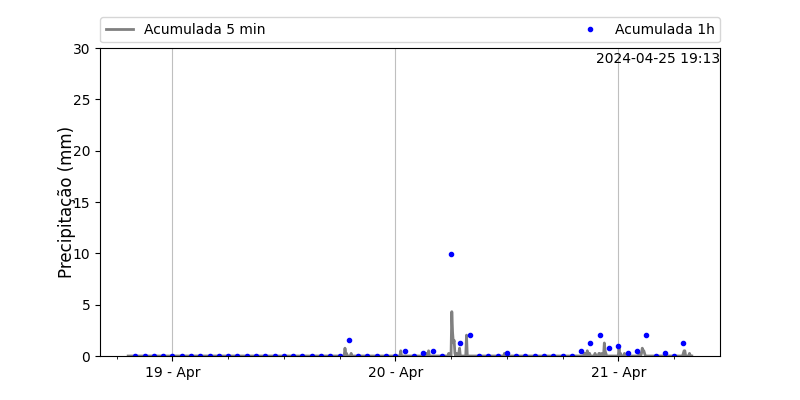 Acumulada 5 min
Acumulada 1h
2024-04-25 19:13
Precipitação (mm)
30
25
20
15
10
5
0
19 - Apr
20 - Apr
21 - Apr